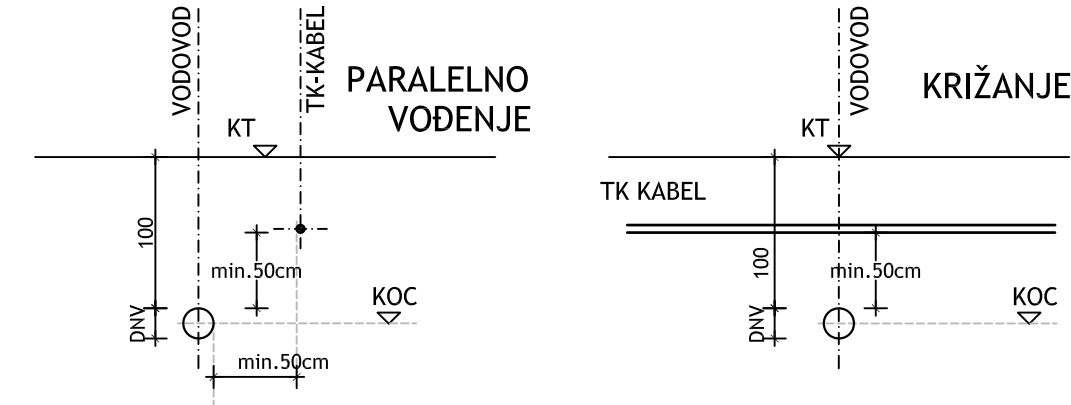 VODOVOD
TK-KABEL
PARALELNO
VOĐENJE
KT
100
min.50cm
KOC
DNV
min.50cm
VODOVOD
KRIŽANJE
KT
TK KABEL
100
min.50cm
KOC
DNV